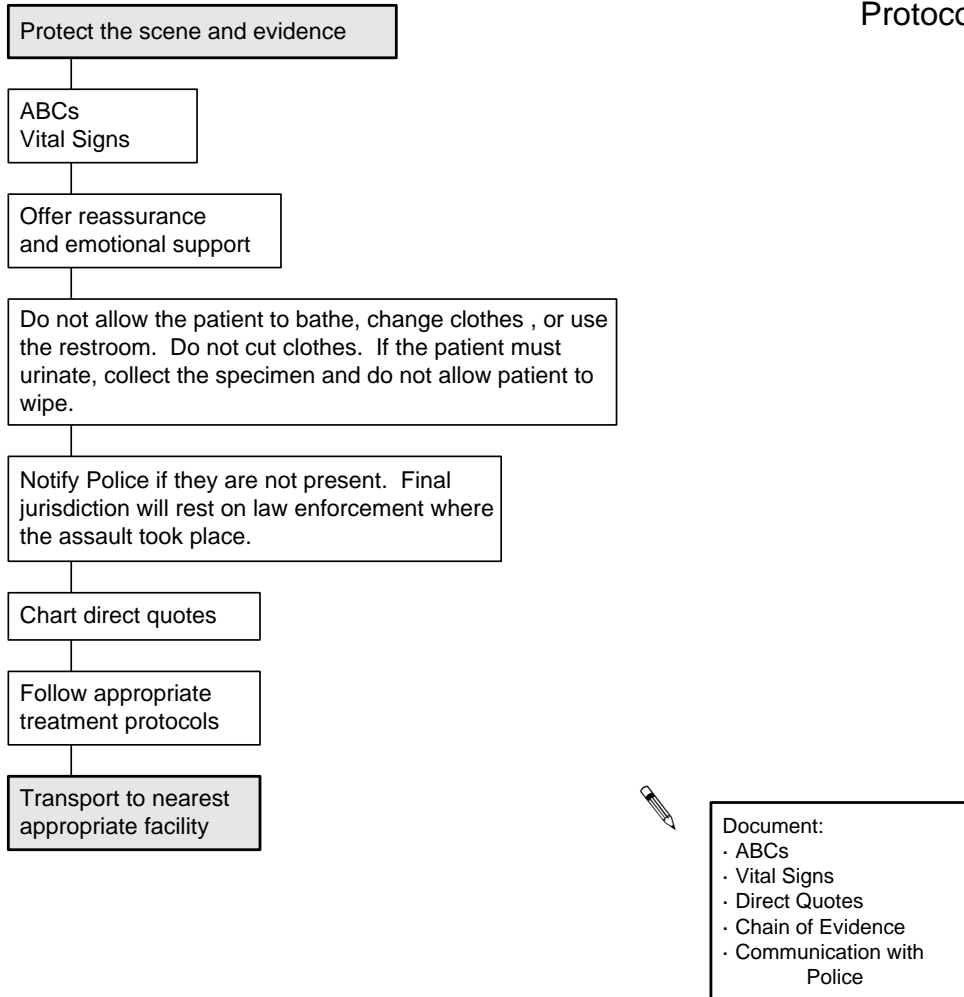 Protoco
Protect the scene and evidence
ABCs
Vital Signs
Offer reassurance
and emotional support
Do not allow the patient to bathe, change clothes , or use
the restroom.  Do not cut clothes.  If the patient must
urinate, collect the specimen and do not allow patient to
wipe.
Notify Police if they are not present.  Final
jurisdiction will rest on law enforcement where
the assault took place.
Chart direct quotes
Follow appropriate
treatment protocols
Transport to nearest
appropriate facility
Document:
· ABCs
· Vital Signs
· Direct Quotes
· Chain of Evidence
· Communication with
Police